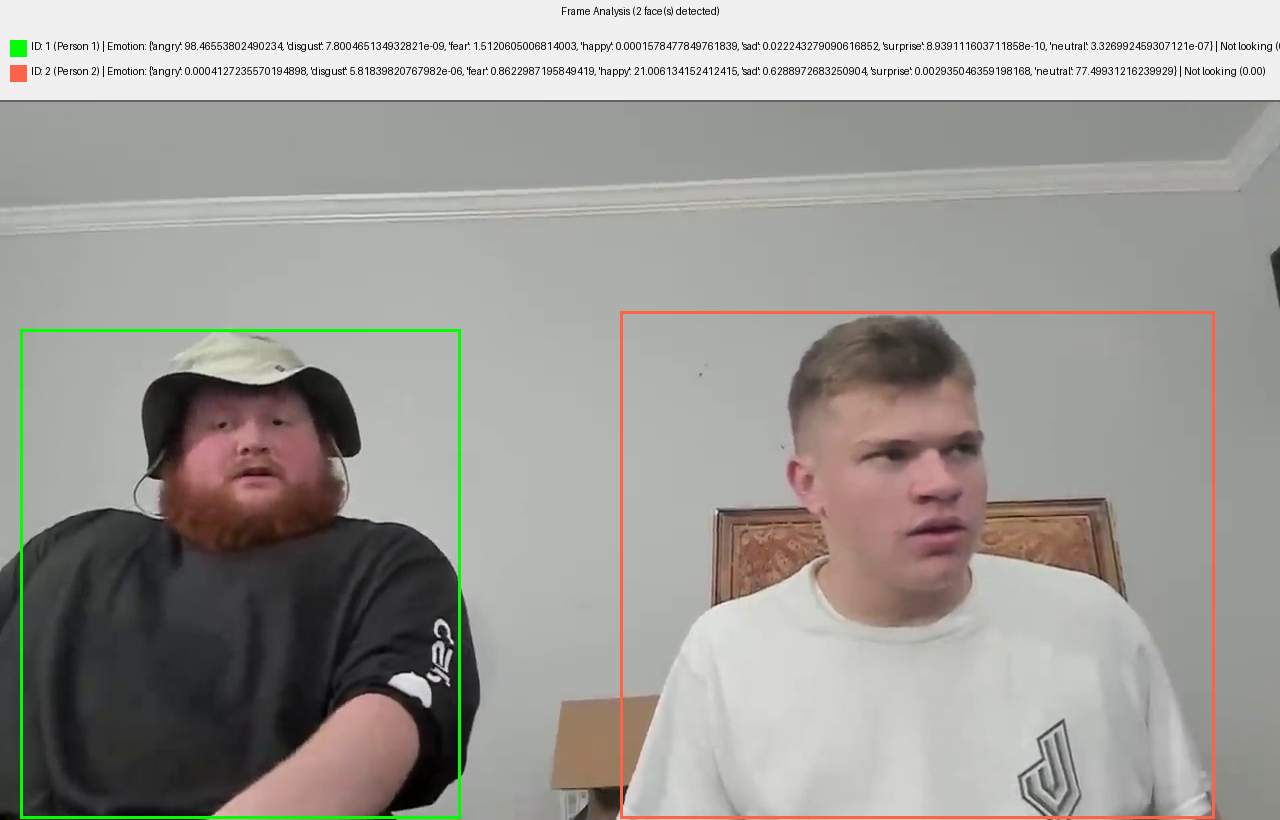 Frame Analysis (2 face(s) detected)
ID: 1 (Person 1) | Emotion: {'angry': 98.46553802490234, 'disgust': 7.800465134932821e-09, 'fear': 1.5120605006814003, 'happy': 0.0001578477849761839, 'sad': 0.022243279090616852, 'surprise': 8.939111603711858e-10, 'neutral': 3.326992459307121e-07} | Not looking (
ID: 2 (Person 2) | Emotion: {'angry': 0.0004127235570194898, 'disgust': 5.81839820767982e-06, 'fear': 0.8622987195849419, 'happy': 21.006134152412415, 'sad': 0.6288972683250904, 'surprise': 0.002935046359198168, 'neutral': 77.49931216239929} | Not looking (0.00)